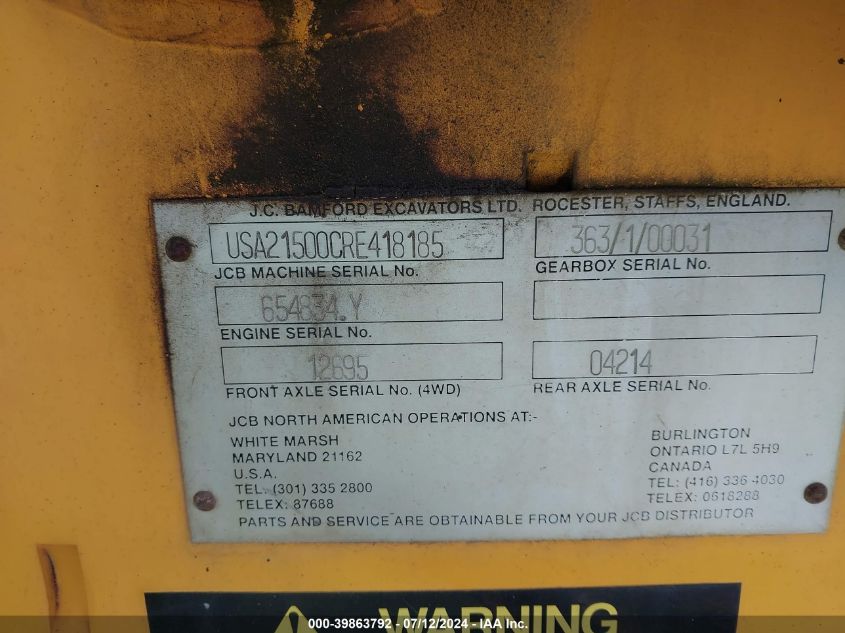 J.C. BAMFORD EXCAVATORS LTD. ROCESTER, STAFFS, ENGLAND.
USA21500CRE418185
JCB MACHINE SERIAL No.
363/1/00031
GEARBOX SERIAL No.
654834.Y
ENGINE SERIAL No.
12695
FRONT AXLE SERIAL No. (4WD)
04214
REAR AXLE SERIAL No.
JCB NORTH AMERICAN OPERATIONS AT:-
WHITE MARSH
MARYLAND 21162
U.S.A.
TEL: (301) 335 2800
TELEX: 87688
BURLINGTON
ONTARIO L7L 5H9
CANADA
TEL: (416) 336 4030
TELEX: 0618288
PARTS AND SERVICE ARE OBTAINABLE FROM YOUR JCB DISTRIBUTOR
WARNING
000-39863792 - 07/12/2024 - IAA Inc.